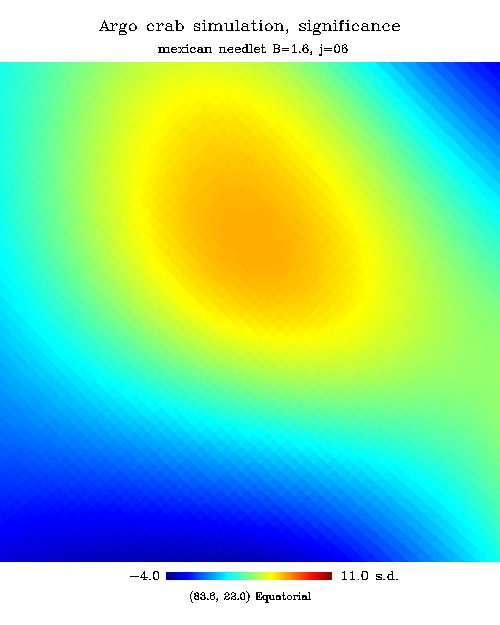 Argo crab simulation, significance
mexican needlet B=1.6, j=06
−4.0 11.0 s.d.
(83.6, 22.0) Equatorial